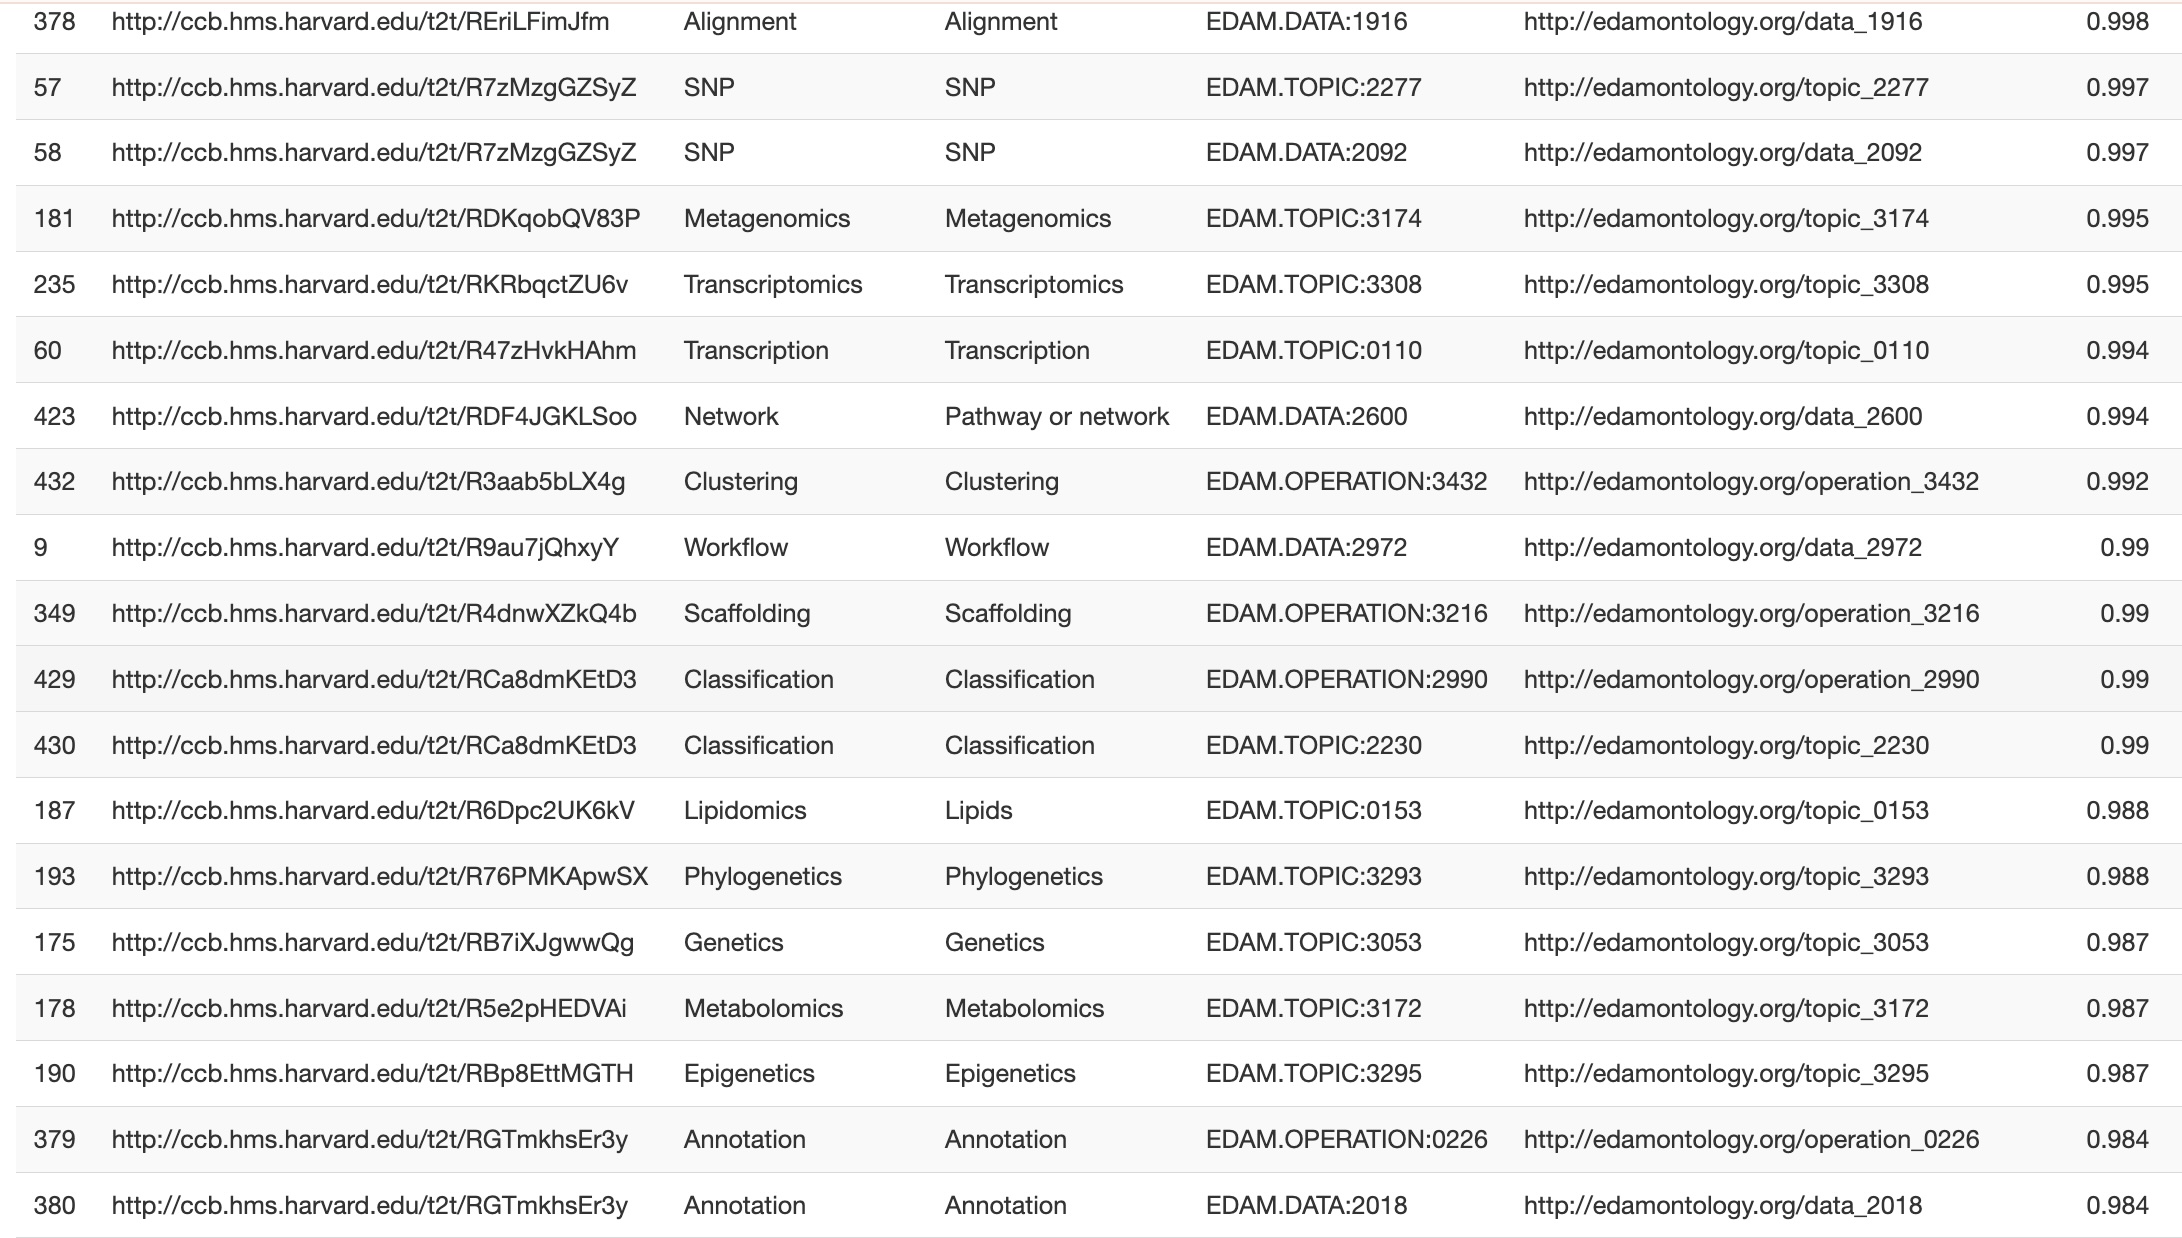 378 http://ccb.hms.harvard.edu/t2t/REriLFimJfm Alignment Alignment EDAM.DATA:1916 http://edamontology.org/data_1916 0.998
57 http://ccb.hms.harvard.edu/t2t/R7zMzgGZSyZ SNP SNP EDAM.TOPIC:2277 http://edamontology.org/topic_2277 0.997
58 http://ccb.hms.harvard.edu/t2t/R7zMzgGZSyZ SNP SNP EDAM.DATA:2092 http://edamontology.org/data_2092 0.997
181 http://ccb.hms.harvard.edu/t2t/RDKqobQV83P Metagenomics Metagenomics EDAM.TOPIC:3174 http://edamontology.org/topic_3174 0.995
235 http://ccb.hms.harvard.edu/t2t/RKRbqctZU6v Transcriptomics Transcriptomics EDAM.TOPIC:3308 http://edamontology.org/topic_3308 0.995
60 http://ccb.hms.harvard.edu/t2t/R47zHvkHAhm Transcription Transcription EDAM.TOPIC:0110 http://edamontology.org/topic_0110 0.994
423 http://ccb.hms.harvard.edu/t2t/RDF4JGKLSoo Network Pathway or network EDAM.DATA:2600 http://edamontology.org/data_2600 0.994
432 http://ccb.hms.harvard.edu/t2t/R3aab5bLX4g Clustering Clustering EDAM.OPERATION:3432 http://edamontology.org/operation_3432 0.992
9 http://ccb.hms.harvard.edu/t2t/R9au7jQhxyY Workflow Workflow EDAM.DATA:2972 http://edamontology.org/data_2972 0.99
349 http://ccb.hms.harvard.edu/t2t/R4dnwXZkQ4b Scaffolding Scaffolding EDAM.OPERATION:3216 http://edamontology.org/operation_3216 0.99
429 http://ccb.hms.harvard.edu/t2t/RCa8dmKEtD3 Classification Classification EDAM.OPERATION:2990 http://edamontology.org/operation_2990 0.99
430 http://ccb.hms.harvard.edu/t2t/RCa8dmKEtD3 Classification Classification EDAM.TOPIC:2230 http://edamontology.org/topic_2230 0.99
187 http://ccb.hms.harvard.edu/t2t/R6Dpc2UK6kV Lipidomics Lipids EDAM.TOPIC:0153 http://edamontology.org/topic_0153 0.988
193 http://ccb.hms.harvard.edu/t2t/R76PMKApwSX Phylogenetics Phylogenetics EDAM.TOPIC:3293 http://edamontology.org/topic_3293 0.988
175 http://ccb.hms.harvard.edu/t2t/RB7iXJgwwQg Genetics Genetics EDAM.TOPIC:3053 http://edamontology.org/topic_3053 0.987
178 http://ccb.hms.harvard.edu/t2t/R5e2pHEDVAi Metabolomics Metabolomics EDAM.TOPIC:3172 http://edamontology.org/topic_3172 0.987
190 http://ccb.hms.harvard.edu/t2t/RBp8EttMGTH Epigenetics Epigenetics EDAM.TOPIC:3295 http://edamontology.org/topic_3295 0.987
379 http://ccb.hms.harvard.edu/t2t/RGTmkhsEr3y Annotation Annotation EDAM.OPERATION:0226 http://edamontology.org/operation_0226 0.984
380 http://ccb.hms.harvard.edu/t2t/RGTmkhsEr3y Annotation Annotation EDAM.DATA:2018 http://edamontology.org/data_2018 0.984